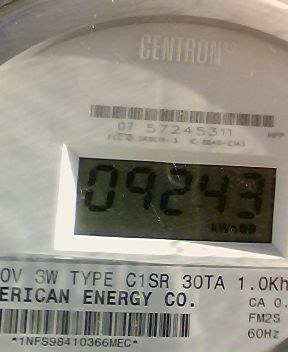 CENTRON®
07 57245311
09243
KWh
0V 3W TYPE C1SR 30TA 1.0Kh
ERICAN ENERGY CO.
CA 0.
FM2S
60Hz
*1NFS98410366MEC*